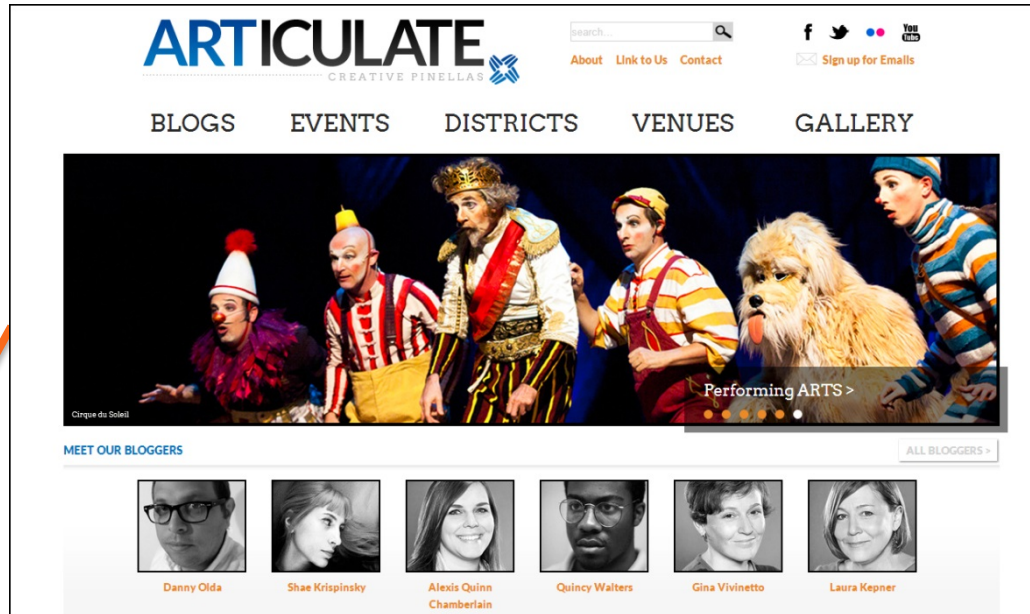 ARTICULATE
CREATIVE PINELLAS
search...
About Link to Us Contact
f You Tube
Sign up for Emails
BLOGS EVENTS DISTRICTS VENUES GALLERY
Performing ARTS >
Cirque du Soleil
MEET OUR BLOGGERS
ALL BLOGGERS >
Danny Olda
Shae Krispinsky
Alexis Quinn
Chamberlain
Quincy Walters
Gina Vivinetto
Laura Kepner